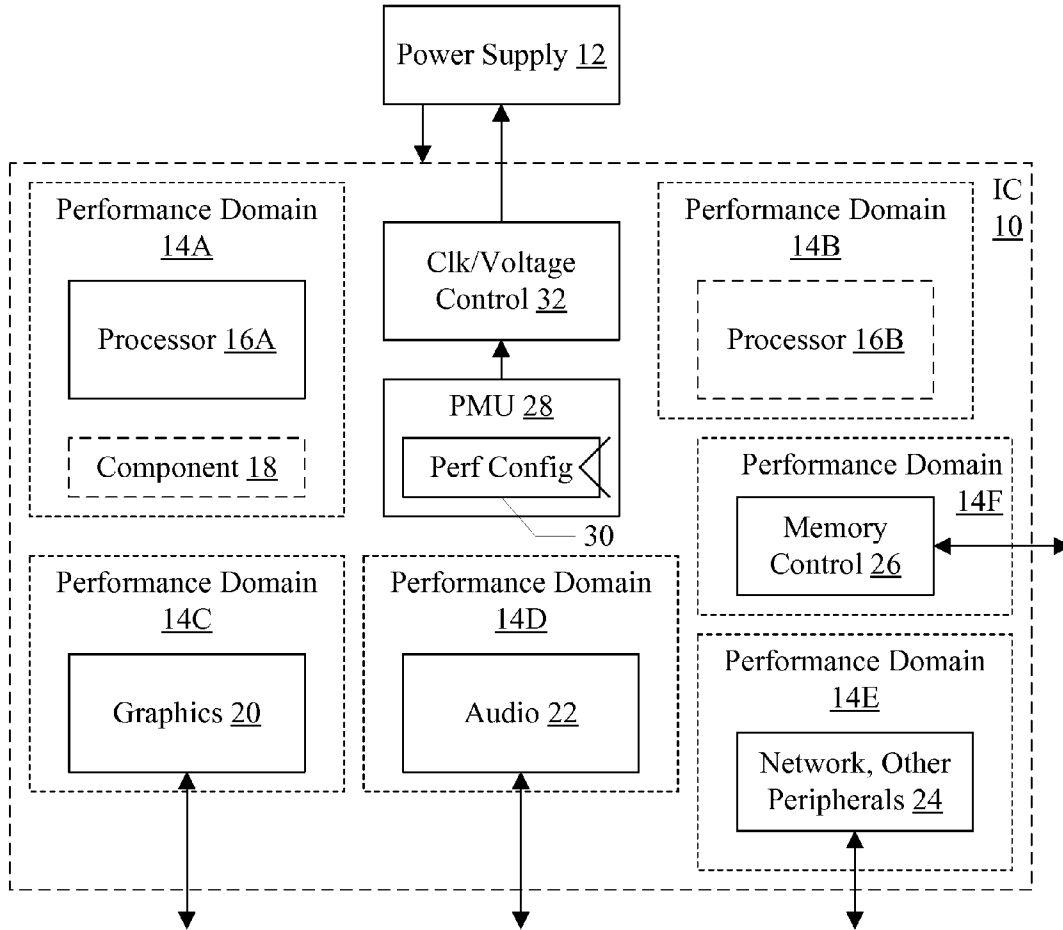 Power Supply 12
IC
10
Performance Domain
14A
Processor 16A
Component 18
Clk/Voltage
Control 32
PMU 28
Perf Config
30
Performance Domain
14B
Processor 16B
Performance Domain
14F
Memory
Control 26
Performance Domain
14C
Graphics 20
Performance Domain
14D
Audio 22
Performance Domain
14E
Network, Other
Peripherals 24